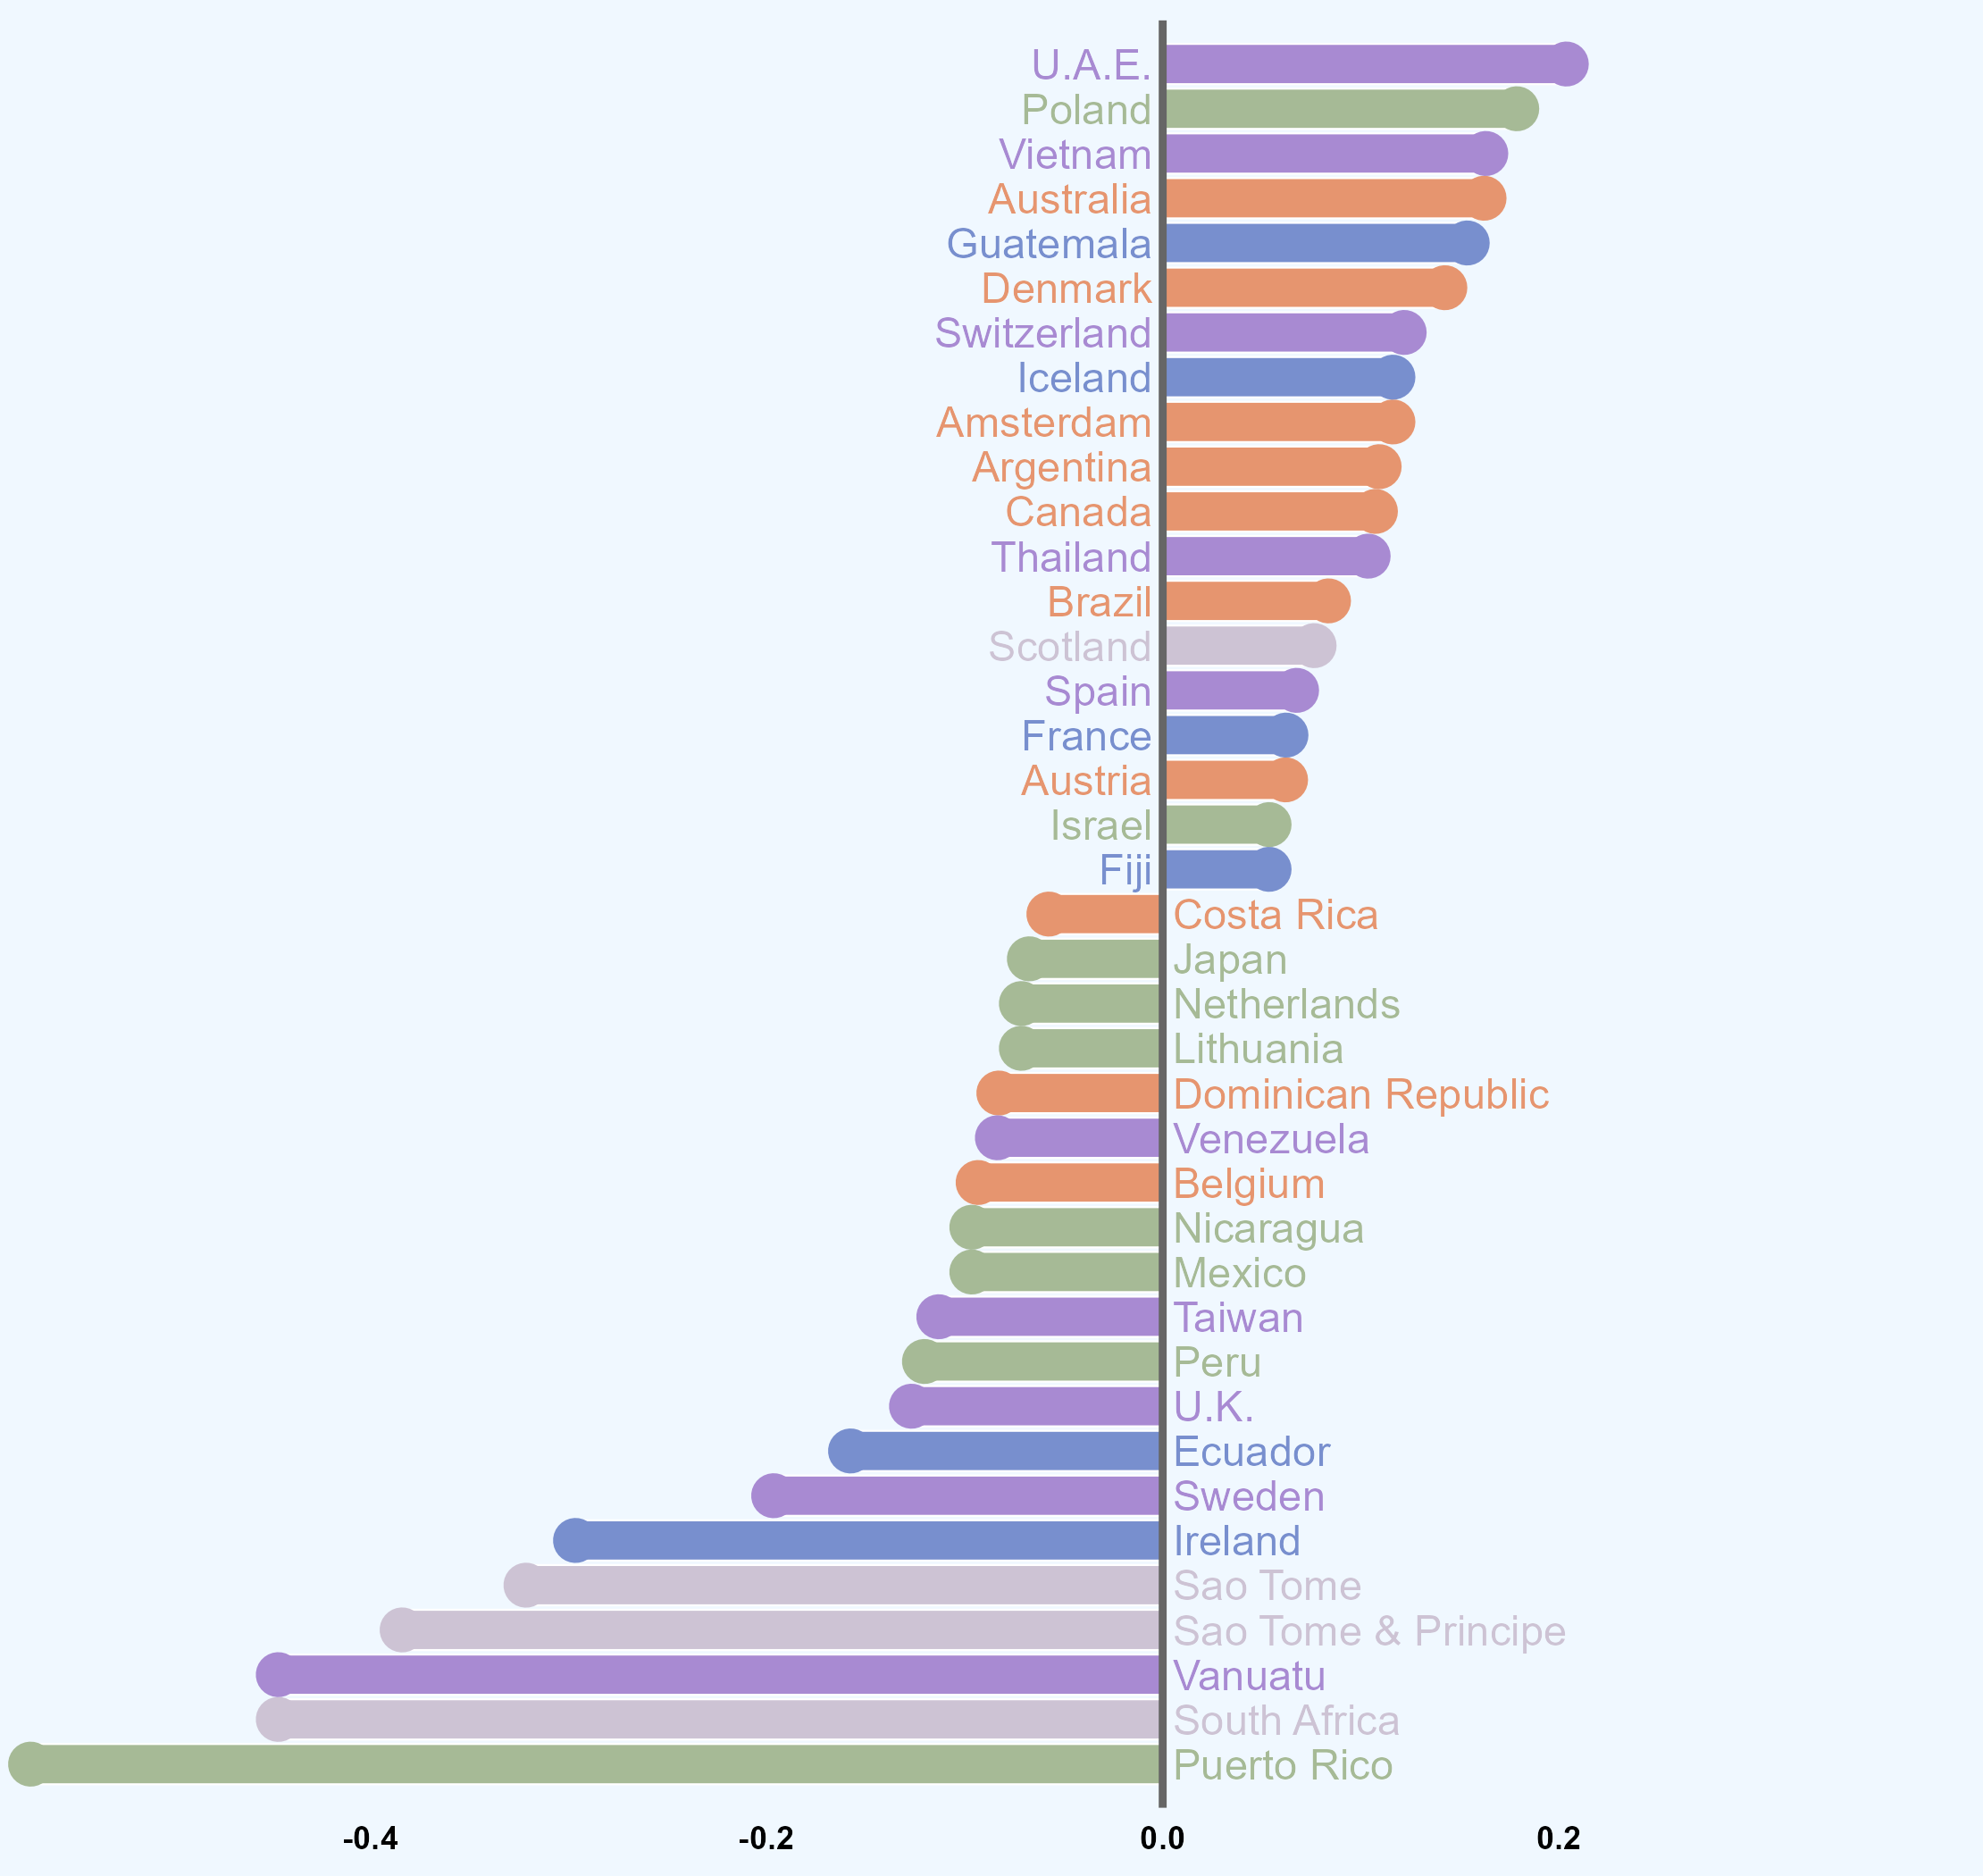 U.A.E.
Poland
Vietnam
Australia
Guatemala
Denmark
Switzerland
Iceland
Amsterdam
Argentina
Canada
Thailand
Brazil
Scotland
Spain
France
Austria
Israel
Fiji
Costa Rica
Japan
Netherlands
Lithuania
Dominican Republic
Venezuela
Belgium
Nicaragua
Mexico
Taiwan
Peru
U.K.
Ecuador
Sweden
Ireland
Sao Tome
Sao Tome & Principe
Vanuatu
South Africa
Puerto Rico
-0.4 -0.2 0.0 0.2